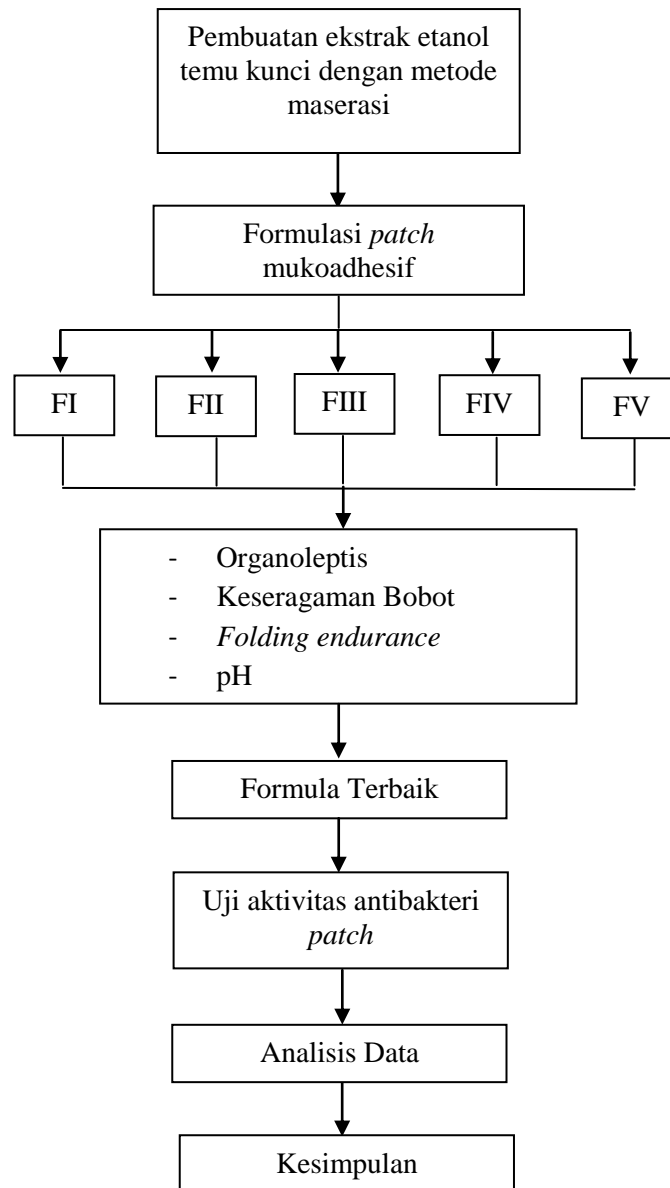 Pembuatan ekstrak etanol
temu kunci dengan metode
maserasi
Formulasi patch
mukoadhesif
FI
FII
FIII
FIV
FV
- Organoleptis
- Keseragaman Bobot
- Folding endurance
- pH
Formula Terbaik
Uji aktivitas antibakteri
patch
Analisis Data
Kesimpulan